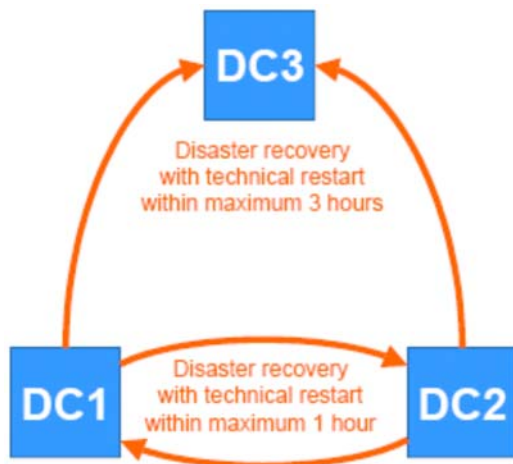 DC3
Disaster recovery
with technical restart
within maximum 3 hours
Disaster recovery
with technical restart
within maximum 1 hour
DC1
DC2